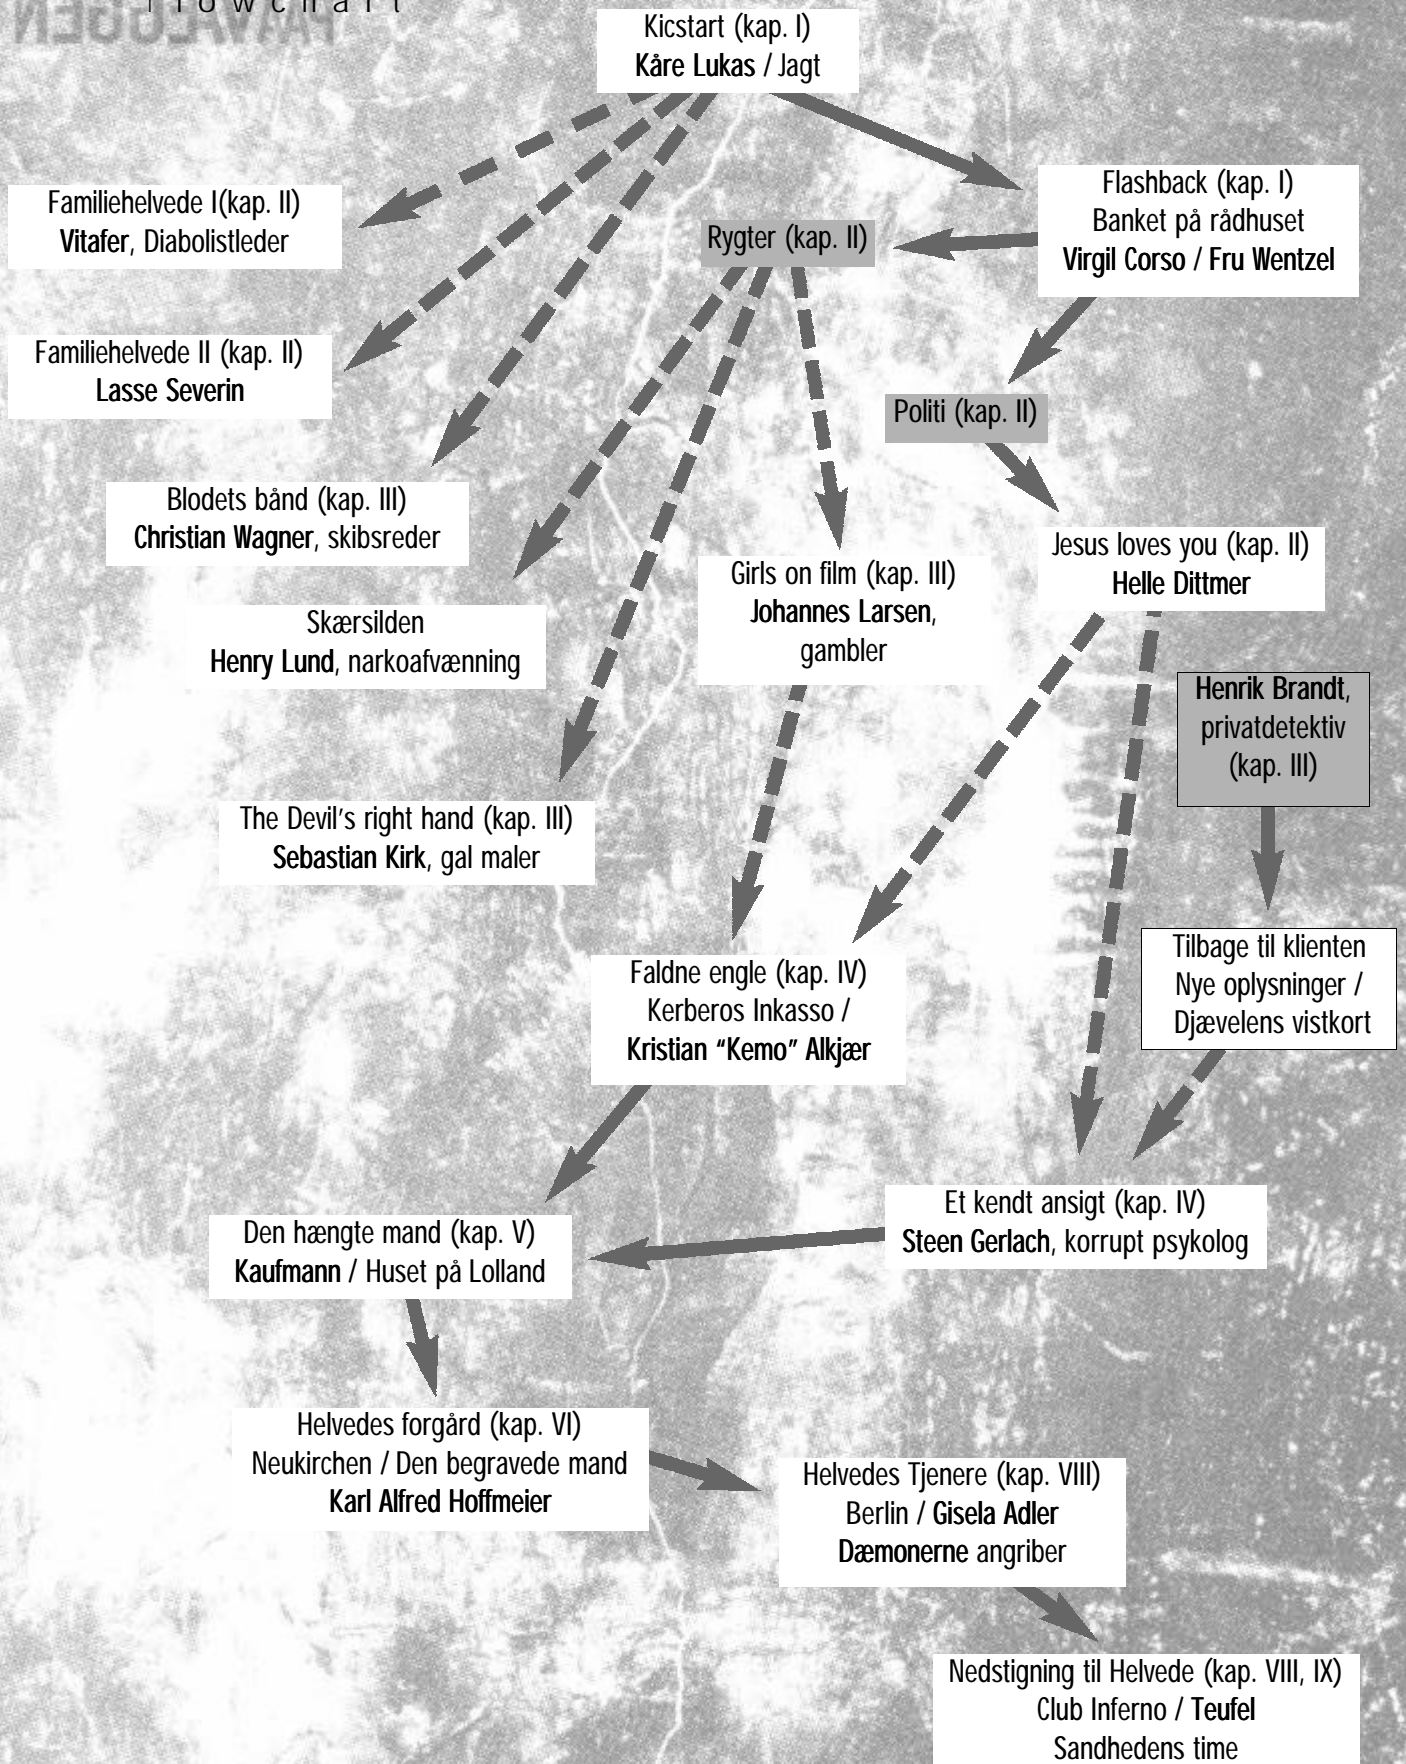 flowchart
Kicstart (kap. I)
Kåre Lukas / Jagt
Familiehelvede I(kap. II)
Vitafer, Diabolistleder
Rygter (kap. II)
Flashback (kap. I)
Banket på rådhuset
Virgil Corso / Fru Wentzel
Familiehelvede II (kap. II)
Lasse Severin
Politi (kap. II)
Blodets bånd (kap. III)
Christian Wagner, skibsreder
Jesus loves you (kap. II)
Helle Dittmer
Girls on film (kap. III)
Johannes Larsen,
gambler
Skærsilden
Henry Lund, narkoafvænning
Henrik Brandt,
privatdetektiv
(kap. III)
The Devil's right hand (kap. III)
Sebastian Kirk, gal maler
Tilbage til klienten
Nye oplysninger /
Djævelens vistkort
Faldne engle (kap. IV)
Kerberos Inkasso /
Kristian “Kemo” Alkjær
Et kendt ansigt (kap. IV)
Steen Gerlach, korrupt psykolog
Den hængte mand (kap. V)
Kaufmann / Huset på Lolland
Helvedes forgård (kap. VI)
Neukirchen / Den begravede mand
Karl Alfred Hoffmeier
Helvedes Tjenere (kap. VIII)
Berlin / Gisela Adler
Dæmonerne angriber
Nedstigning til Helvede (kap. VIII, IX)
Club Inferno / Teufel
Sandhedens time